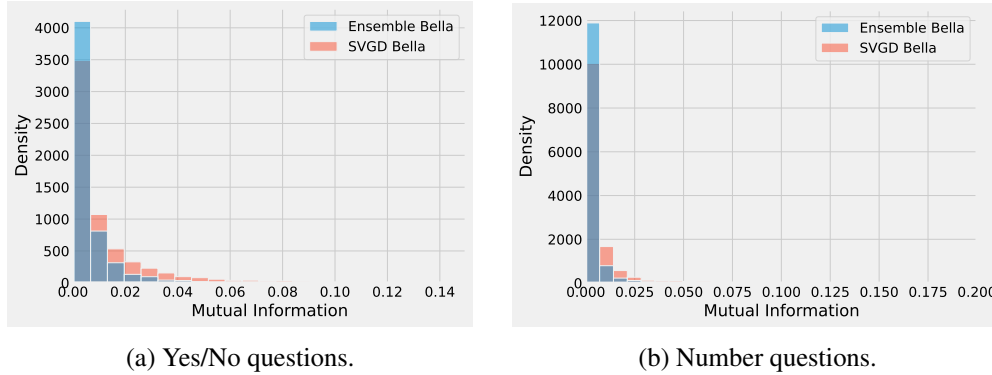 4000
3500
3000
2500
2000
1500
1000
500
0
Density
0.00 0.02 0.04 0.06 0.08 0.10 0.12 0.14
Mutual Information
Ensemble Bella
SVGD Bella
(a) Yes/No questions.
12000
10000
8000
6000
4000
2000
0
Density
0.000 0.025 0.050 0.075 0.100 0.125 0.150 0.175 0.200
Mutual Information
Ensemble Bella
SVGD Bella
(b) Number questions.